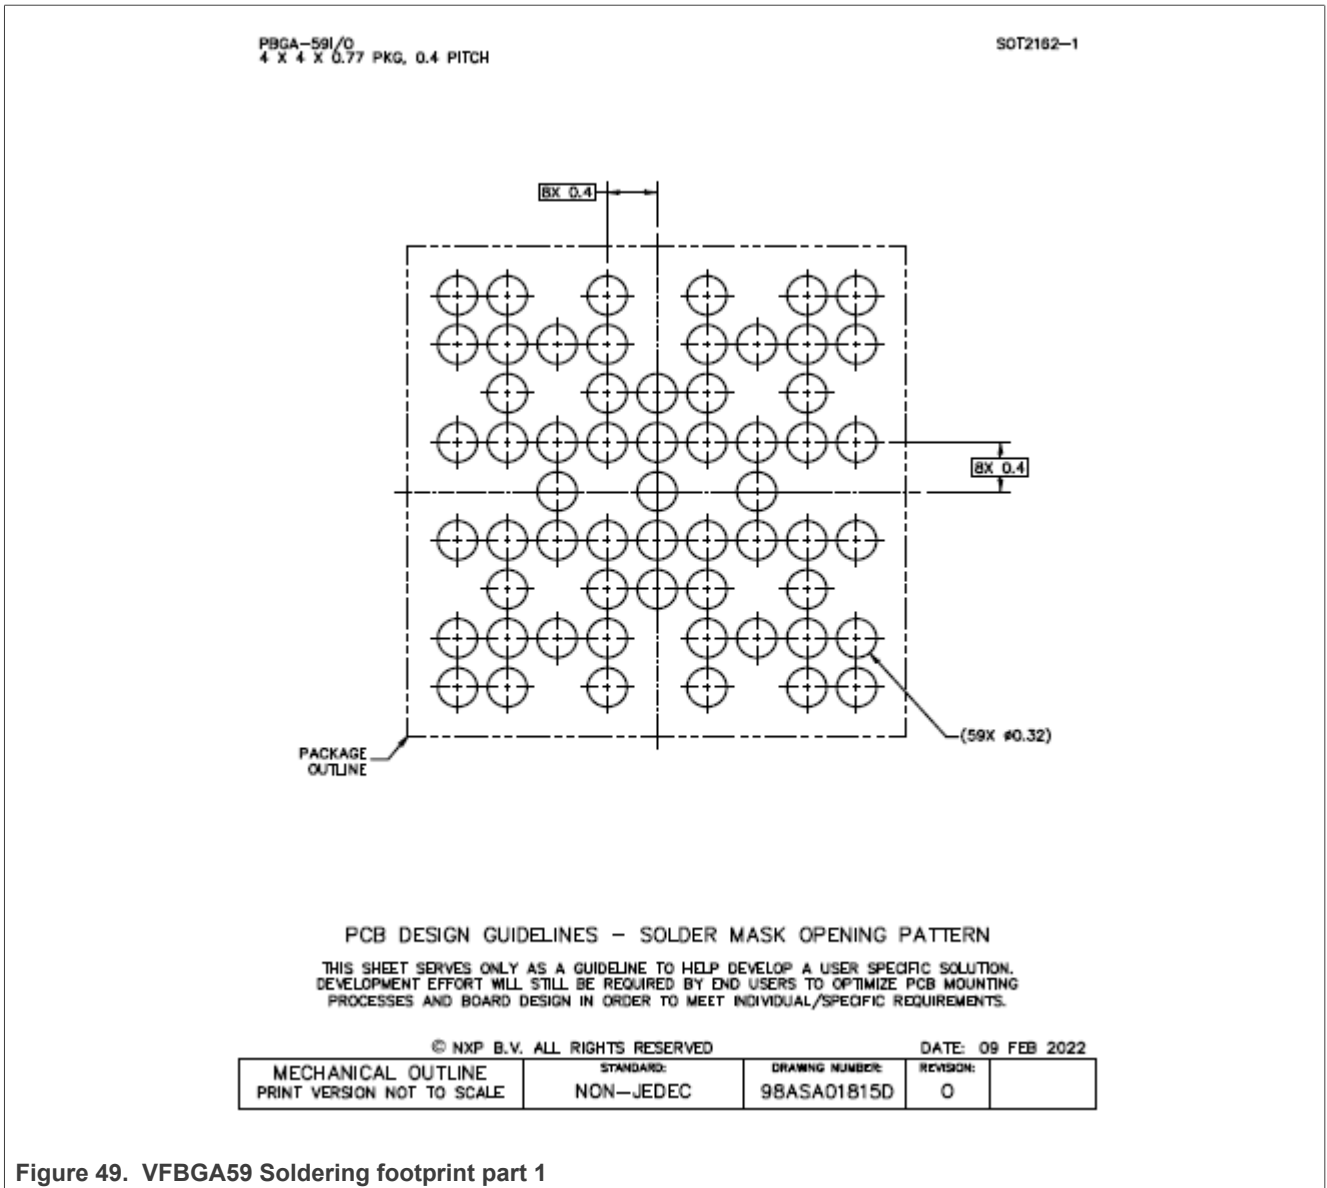 PBGA-59I/O
SOT2162-1
4 X 4 X 0.77 PKG, 0.4 PITCH
8X 0.4
8X 0.4
(59X ø0.32)
PACKAGE
OUTLINE
PCB DESIGN GUIDELINES - SOLDER MASK OPENING PATTERN
THIS SHEET SERVES ONLY AS A GUIDELINE TO HELP DEVELOP A USER SPECIFIC SOLUTION.
DEVELOPMENT EFFORT WILL STILL BE REQUIRED BY END USERS TO OPTIMIZE PCB MOUNTING
PROCESSES AND BOARD DESIGN IN ORDER TO MEET INDIVIDUAL/SPECIFIC REQUIREMENTS.
© NXP B.V. ALL RIGHTS RESERVED
DATE: 09 FEB 2022
MECHANICAL OUTLINE
PRINT VERSION NOT TO SCALE
STANDARD:
NON-JEDEC
DRAWING NUMBER:
98ASA01815D
REVISION:
O
Figure 49. VFBGA59 Soldering footprint part 1